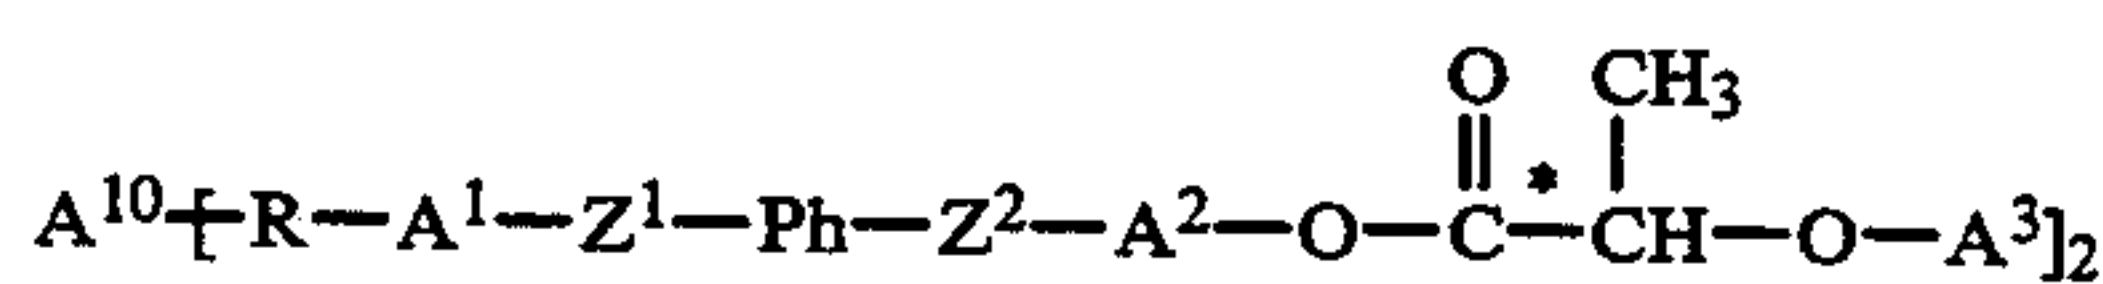 O CH₃
A¹⁰-[-R—A¹—Z¹—Ph—Z²—A²—O—C—*CH—O—A³]₂